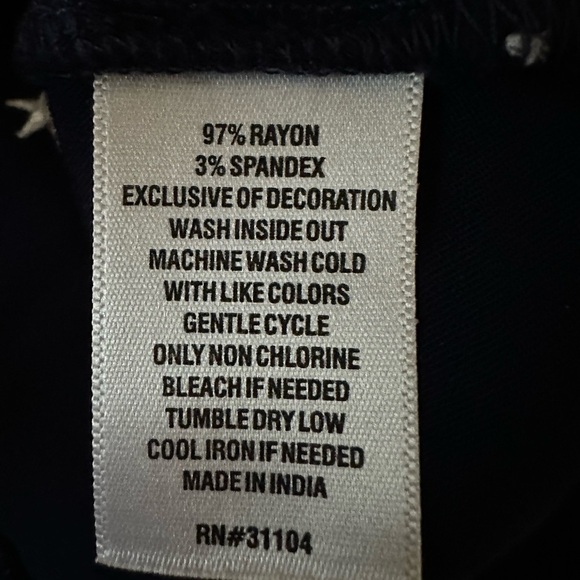 97% RAYON
3% SPANDEX
EXCLUSIVE OF DECORATION
WASH INSIDE OUT
MACHINE WASH COLD
WITH LIKE COLORS
GENTLE CYCLE
ONLY NON CHLORINE
BLEACH IF NEEDED
TUMBLE DRY LOW
COOL IRON IF NEEDED
MADE IN INDIA
RN#31104